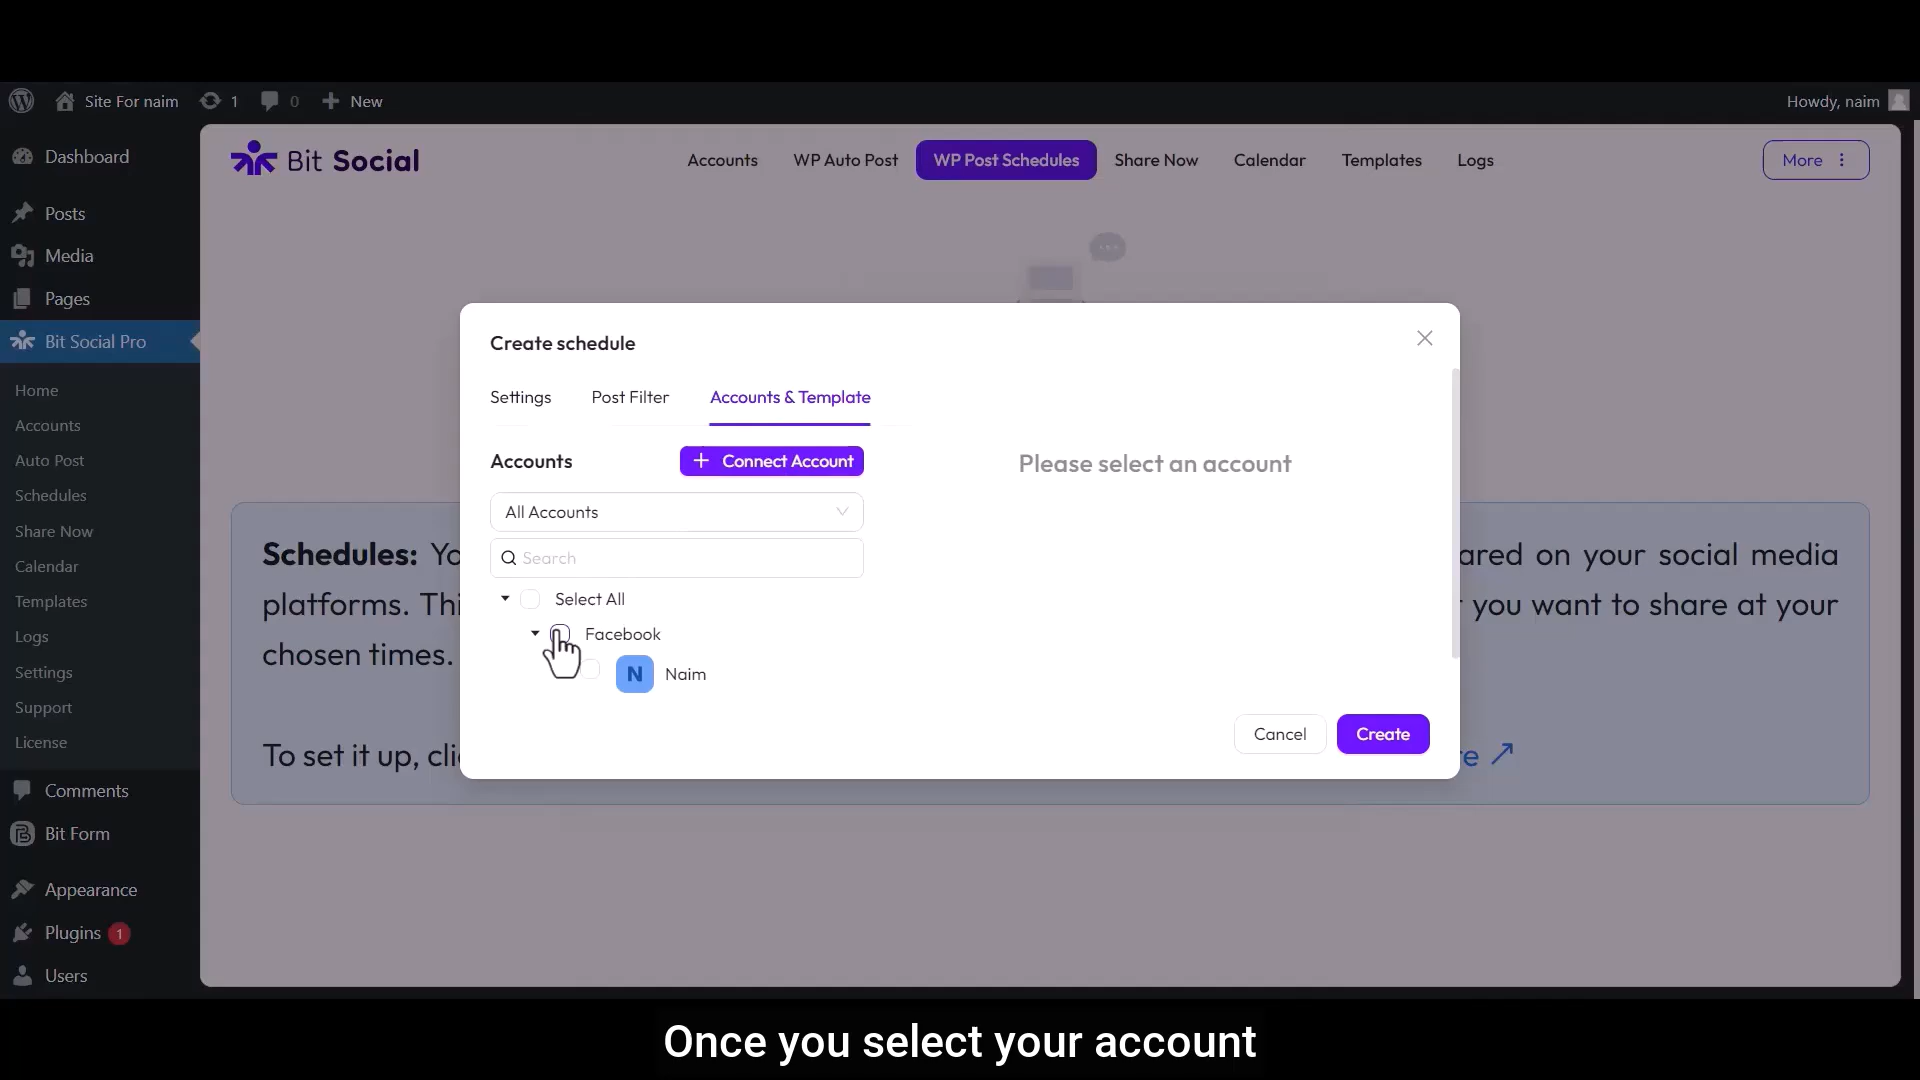 Site For naim
1
0
New
Howdy, naim
Dashboard
Posts
Media
Pages
Bit Social Pro
Home
Accounts
Auto Post
Schedules
Share Now
Calendar
Templates
Logs
Settings
Support
License
Comments
Bit Form
Appearance
Plugins 1
Users
Bit Social
Accounts
WP Auto Post
WP Post Schedules
Share Now
Calendar
Templates
Logs
More
Create schedule
Settings
Post Filter
Accounts & Template
Accounts
Connect Account
Please select an account
All Accounts
Search
Select All
Facebook
N Naim
Cancel
Create
Schedules:
on your social media
platforms.
you want to share at your
chosen times.
To set it up,
Once you select your account